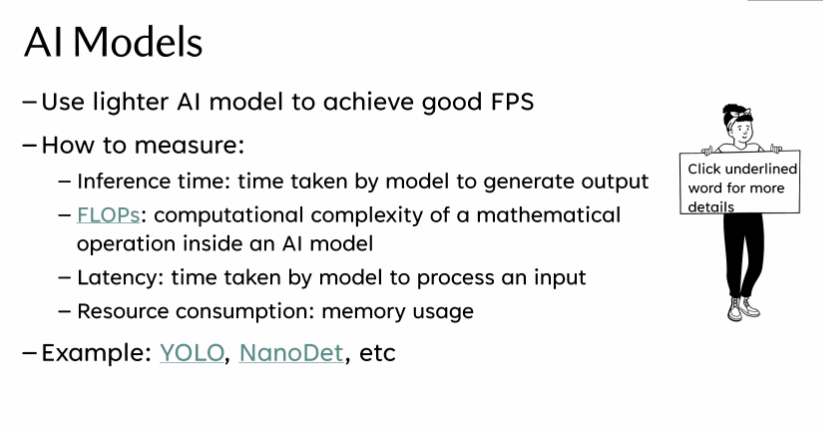 AI Models
– Use lighter AI model to achieve good FPS
– How to measure:
– Inference time: time taken by model to generate output
– FLOPs: computational complexity of a mathematical
operation inside an AI model
– Latency: time taken by model to process an input
– Resource consumption: memory usage
– Example: YOLO, NanoDet, etc
Click underlined
word for more
details